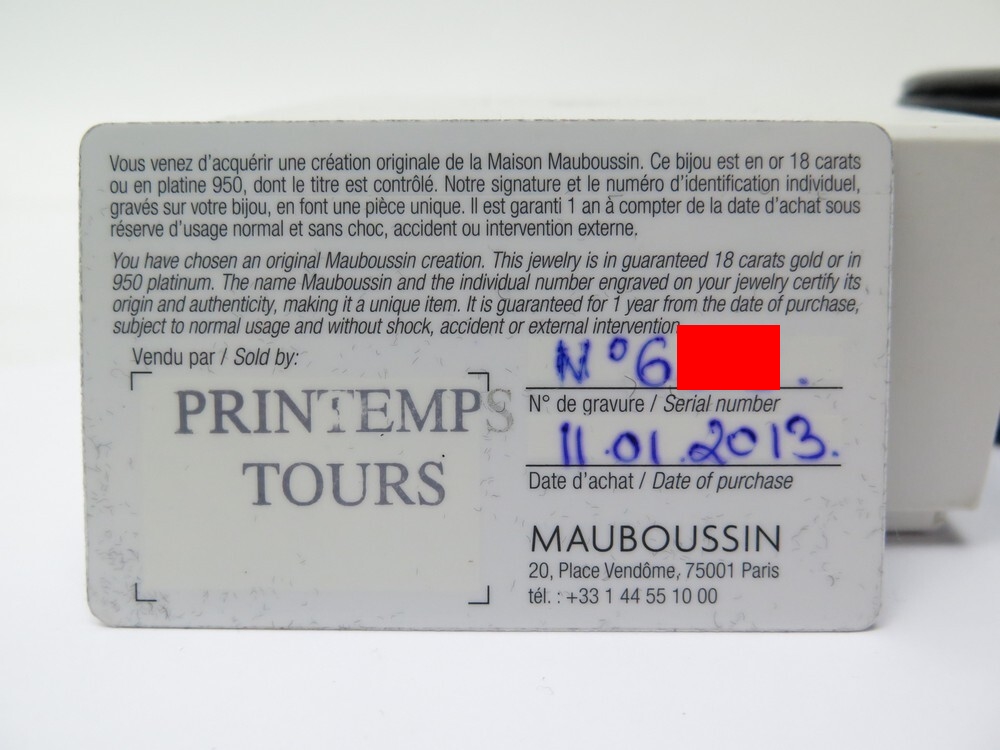 Vous venez d'acquérir une création originale de la Maison Mauboussin. Ce bijou est en or 18 carats
ou en platine 950, dont le titre est contrôlé. Notre signature et le numéro d'identification individuel,
gravés sur votre bijou, en font une pièce unique. Il est garanti 1 an à compter de la date d'achat sous
réserve d'usage normal et sans choc, accident ou intervention externe.
You have chosen an original Mauboussin creation. This jewelry is in guaranteed 18 carats gold or in
950 platinum. The name Mauboussin and the individual number engraved on your jewelry certify its
origin and authenticity, making it a unique item. It is guaranteed for 1 year from the date of purchase,
subject to normal usage and without shock, accident or external intervention
Vendu par / Sold by:
PRINTEMPS
TOURS
N°6
N° de gravure / Serial number
11.01.2013.
Date d'achat / Date of purchase
MAUBOUSSIN
20, Place Vendôme, 75001 Paris
tél. : +33 1 44 55 10 00